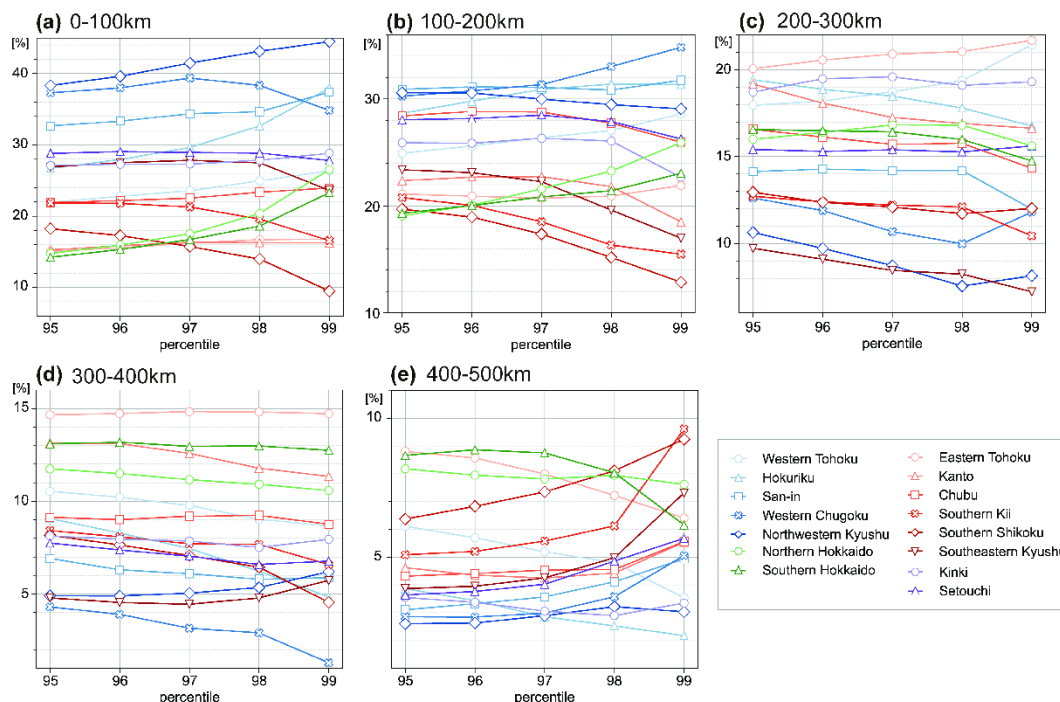 (a) 0-100km
(b) 100-200km
(c) 200-300km
[%]
[%]
[%]
40
30
20
10
30
20
10
20
15
10
95 96 97 98 99
95 96 97 98 99
95 96 97 98 99
percentile
percentile
percentile
(d) 300-400km
(e) 400-500km
[%]
[%]
15
10
5
10
5
95 96 97 98 99
95 96 97 98 99
percentile
percentile
Western Tohoku
Hokuriku
San-in
Western Chugoku
Northwestern Kyushu
Northern Hokkaido
Southern Hokkaido
Eastern Tohoku
Kanto
Chubu
Southern Kii
Southern Shikoku
Southeastern Kyushu
Kinki
Setouchi